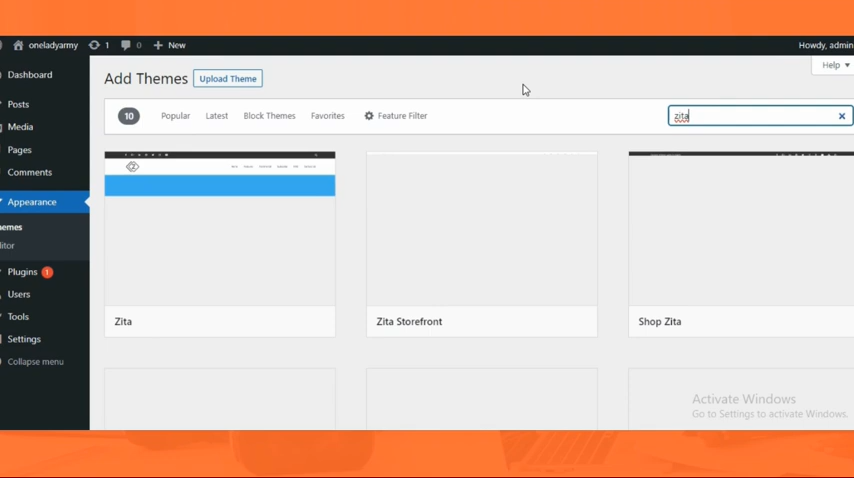 oneladyarmy 1 0 + New Howdy, admin
Help
Dashboard
Posts
Media
Pages
Comments
Appearance
emes
itor
Plugins 1
Users
Tools
Settings
Collapse menu
Add Themes Upload Theme
10 Popular Latest Block Themes Favorites Feature Filter zita
Zita Zita Storefront Shop Zita
Activate Windows
Go to Settings to activate Windows.